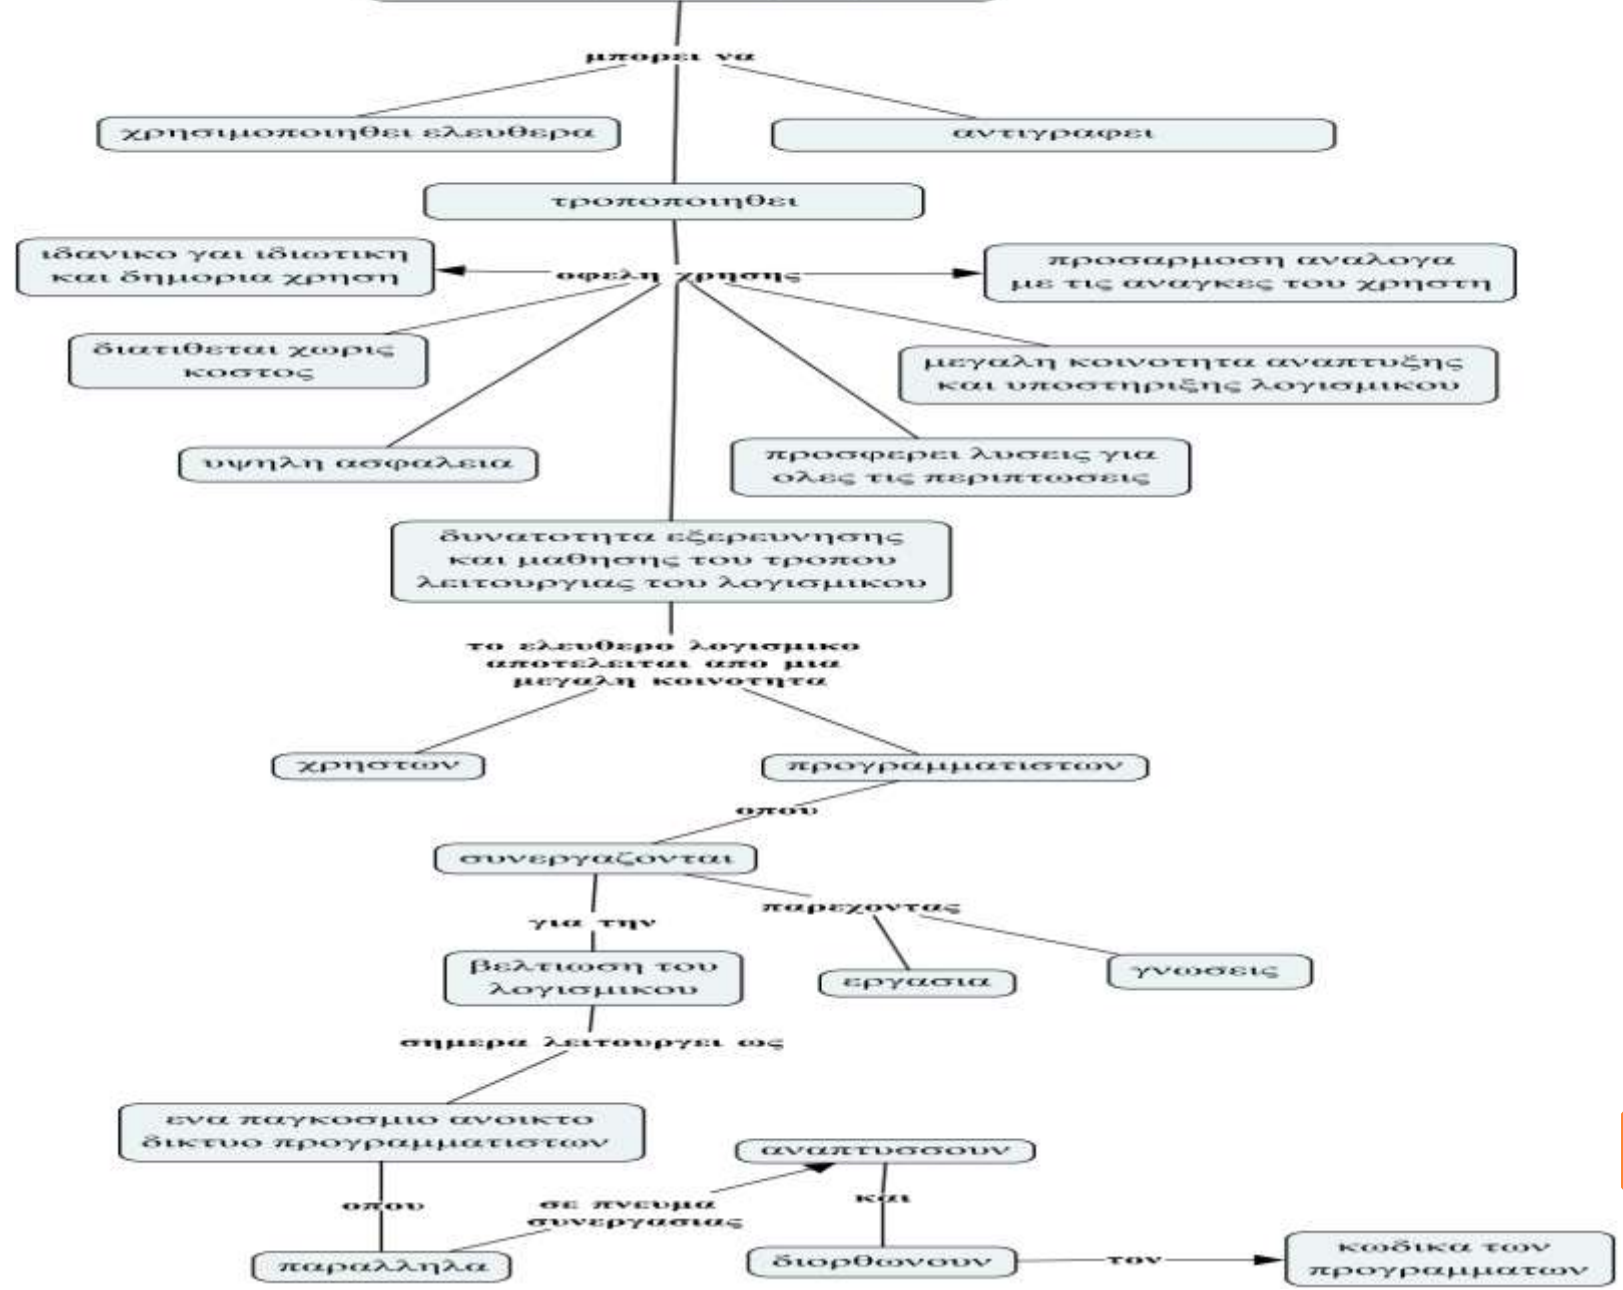 μπορει να
χρησιμοποιηθει ελευθερα
αντιγραφει
τροποποιηθει
ιδανικο γαι ιδιωτικη
και δημορια χρηση
οφελη χρησης
προσαρμοση αναλογα
με τις αναγκες του χρηστη
διατιθεται χωρις
κοστος
μεγαλη κοινοτητα αναπτυξης
και υποστηριξης λογισμικου
υψηλη ασφαλεια
προσφερει λυσεις για
ολες τις περιπτωσεις
δυνατοτητα εξερευνησης
και μαθησης του τροπου
λειτουργιας του λογισμικου
το ελευθερο λογισμικο
αποτελειται απο μια
μεγαλη κοινοτητα
χρηστων
προγραμματιστων
οπου
συνεργαζονται
παρεχοντας
για την
βελτιωση του
λογισμικου
εργασια
γνωσεις
σημερα λειτουργει ως
ενα παγκοσμιο ανοικτο
δικτυο προγραμματιστων
αναπτυσσουν
οπου
σε πνευμα
συνεργασιας
και
παραλληλα
διορθωνουν
τον
κωδικα των
προγραμματων